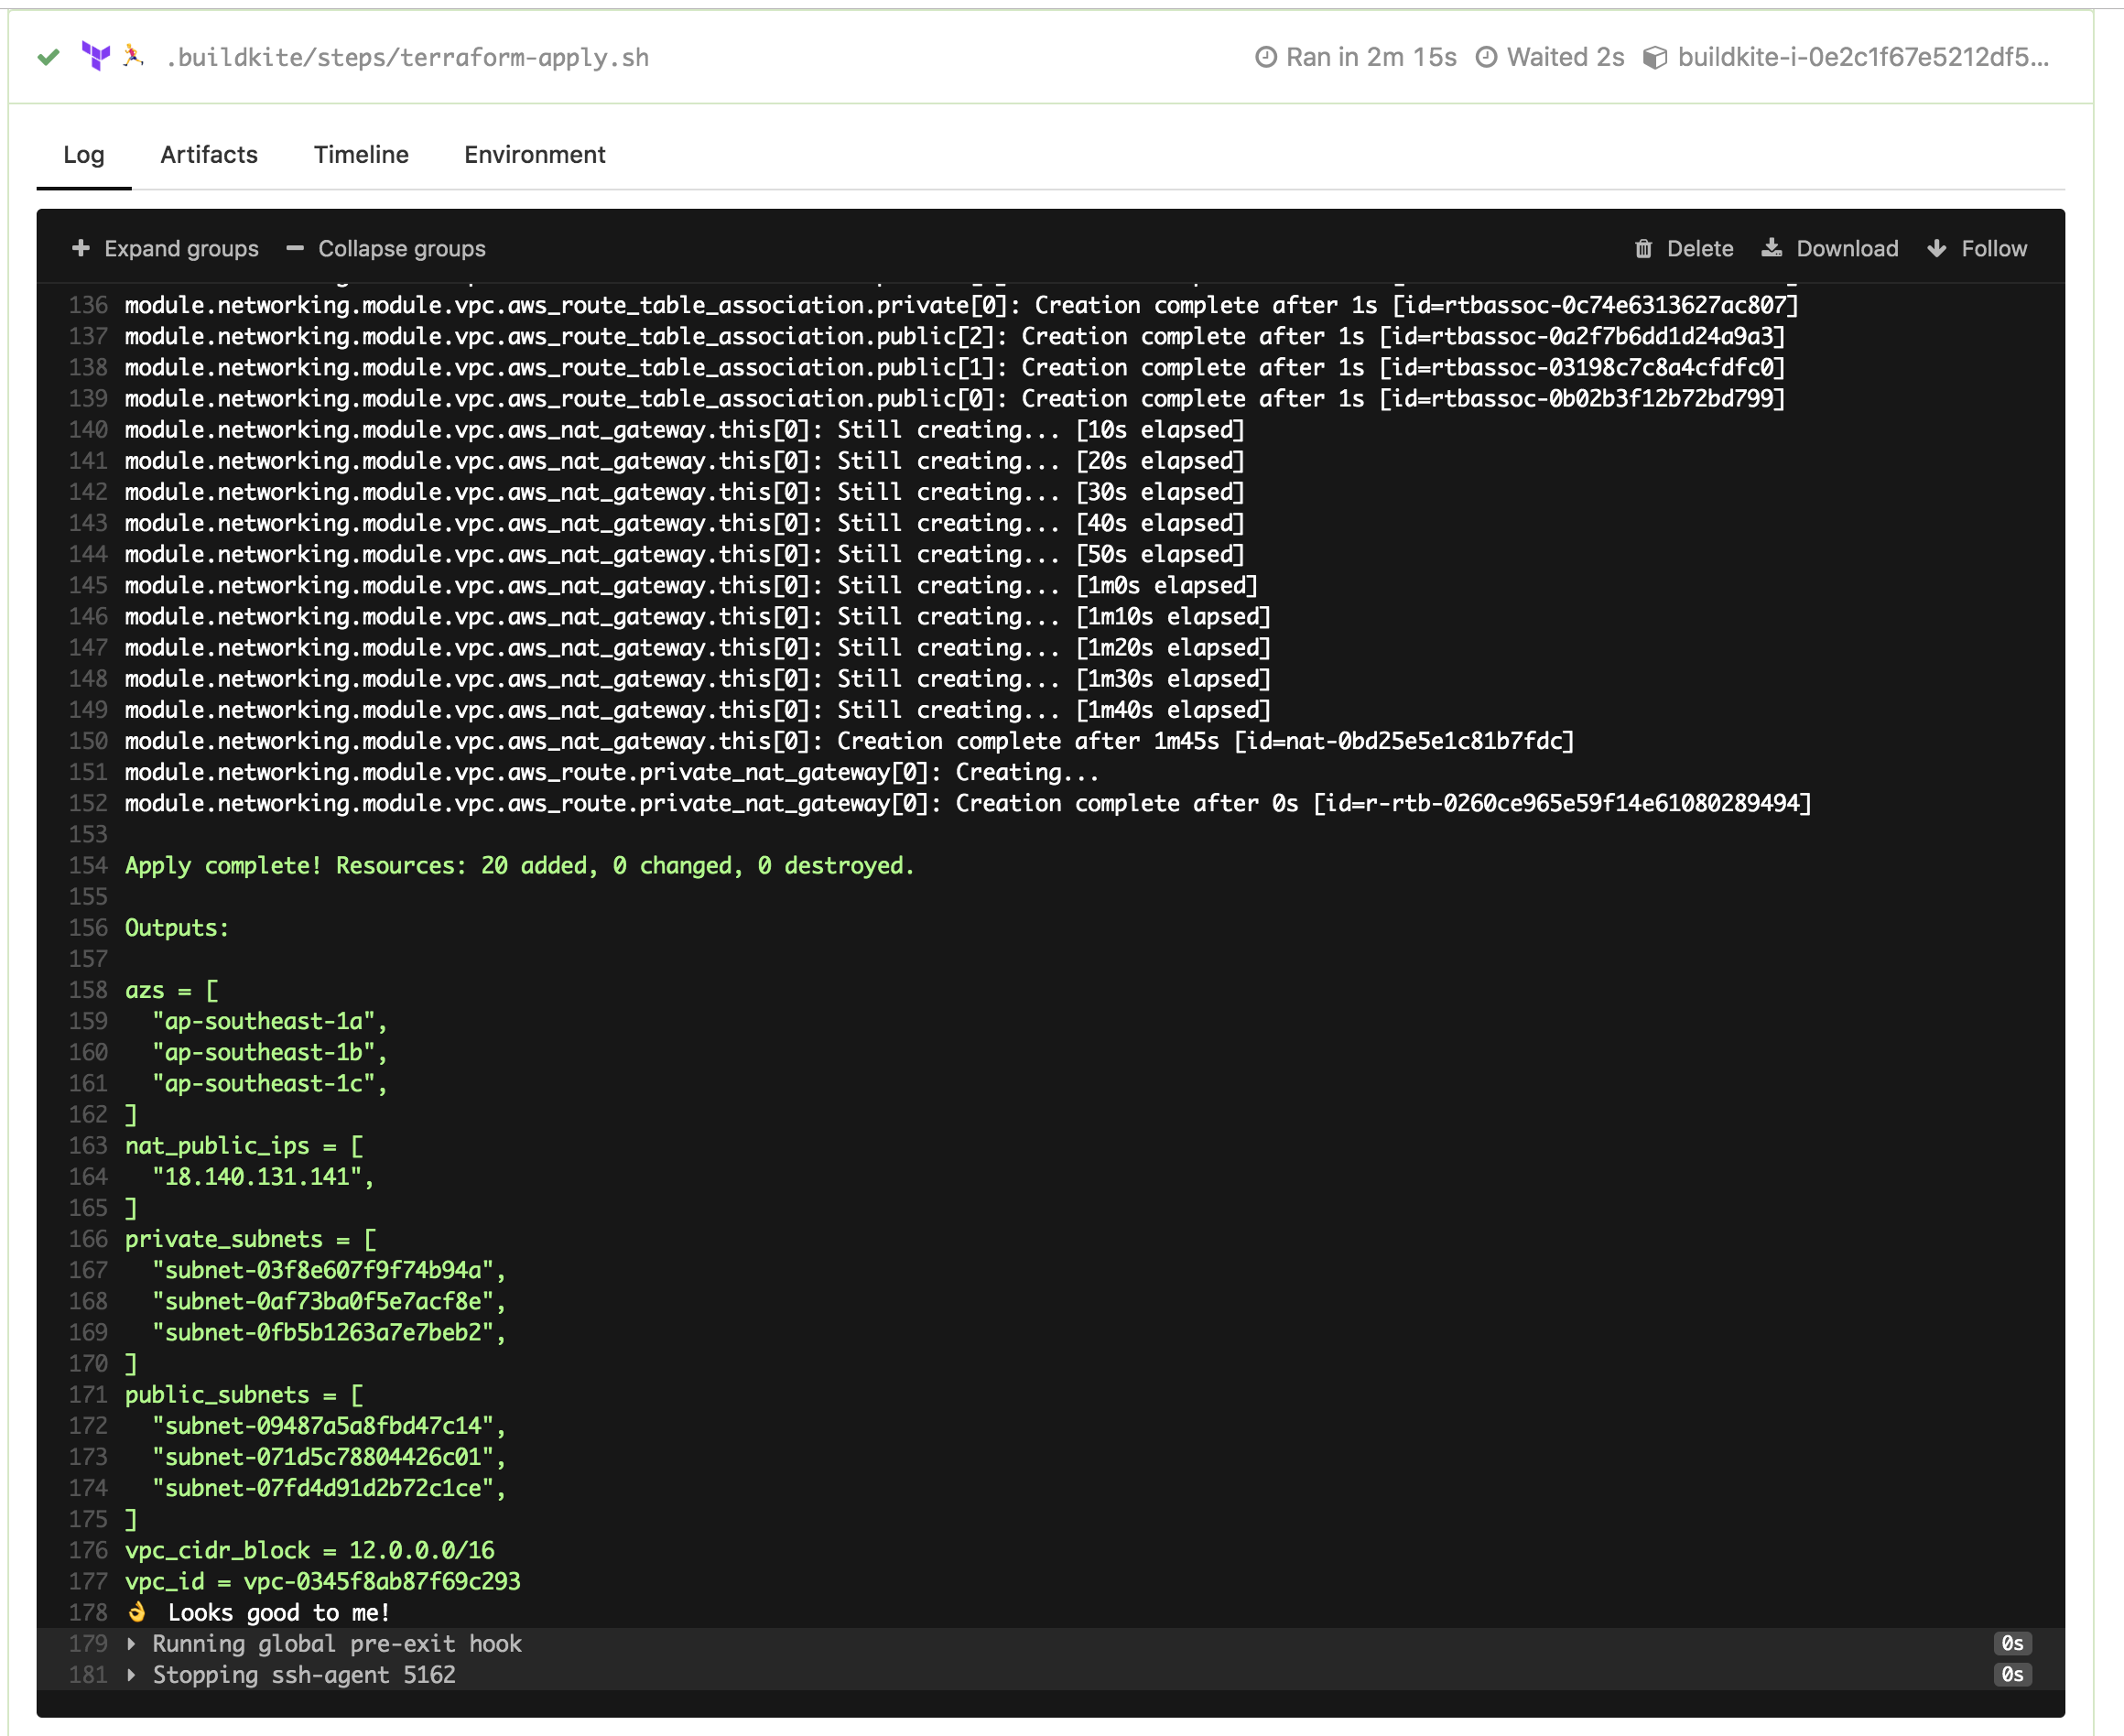 .buildkite/steps/terraform-apply.sh Ran in 2m 15s Waited 2s buildkite-i-0e2c1f67e5212df5...
Log Artifacts Timeline Environment
+ Expand groups − Collapse groups Delete Download Follow
136 module.networking.module.vpc.aws_route_table_association.private[0]: Creation complete after 1s [id=rtbassoc-0c74e6313627ac807]
137 module.networking.module.vpc.aws_route_table_association.public[2]: Creation complete after 1s [id=rtbassoc-0a2f7b6dd1d24a9a3]
138 module.networking.module.vpc.aws_route_table_association.public[1]: Creation complete after 1s [id=rtbassoc-03198c7c8a4cfdfc0]
139 module.networking.module.vpc.aws_route_table_association.public[0]: Creation complete after 1s [id=rtbassoc-0b02b3f12b72bd799]
140 module.networking.module.vpc.aws_nat_gateway.this[0]: Still creating... [10s elapsed]
141 module.networking.module.vpc.aws_nat_gateway.this[0]: Still creating... [20s elapsed]
142 module.networking.module.vpc.aws_nat_gateway.this[0]: Still creating... [30s elapsed]
143 module.networking.module.vpc.aws_nat_gateway.this[0]: Still creating... [40s elapsed]
144 module.networking.module.vpc.aws_nat_gateway.this[0]: Still creating... [50s elapsed]
145 module.networking.module.vpc.aws_nat_gateway.this[0]: Still creating... [1m0s elapsed]
146 module.networking.module.vpc.aws_nat_gateway.this[0]: Still creating... [1m10s elapsed]
147 module.networking.module.vpc.aws_nat_gateway.this[0]: Still creating... [1m20s elapsed]
148 module.networking.module.vpc.aws_nat_gateway.this[0]: Still creating... [1m30s elapsed]
149 module.networking.module.vpc.aws_nat_gateway.this[0]: Still creating... [1m40s elapsed]
150 module.networking.module.vpc.aws_nat_gateway.this[0]: Creation complete after 1m45s [id=nat-0bd25e5e1c81b7fdc]
151 module.networking.module.vpc.aws_route.private_nat_gateway[0]: Creating...
152 module.networking.module.vpc.aws_route.private_nat_gateway[0]: Creation complete after 0s [id=r-rtb-0260ce965e59f14e61080289494]
153
154 Apply complete! Resources: 20 added, 0 changed, 0 destroyed.
155
156 Outputs:
157
158 azs = [
159 "ap-southeast-1a",
160 "ap-southeast-1b",
161 "ap-southeast-1c",
162 ]
163 nat_public_ips = [
164 "18.140.131.141",
165 ]
166 private_subnets = [
167 "subnet-03f8e607f9f74b94a",
168 "subnet-0af73ba0f5e7acf8e",
169 "subnet-0fb5b1263a7e7beb2",
170 ]
171 public_subnets = [
172 "subnet-09487a5a8fbd47c14",
173 "subnet-071d5c78804426c01",
174 "subnet-07fd4d91d2b72c1ce",
175 ]
176 vpc_cidr_block = 12.0.0.0/16
177 vpc_id = vpc-0345f8ab87f69c293
178 👌 Looks good to me!
179 Running global pre-exit hook 0s
181 Stopping ssh-agent 5162 0s